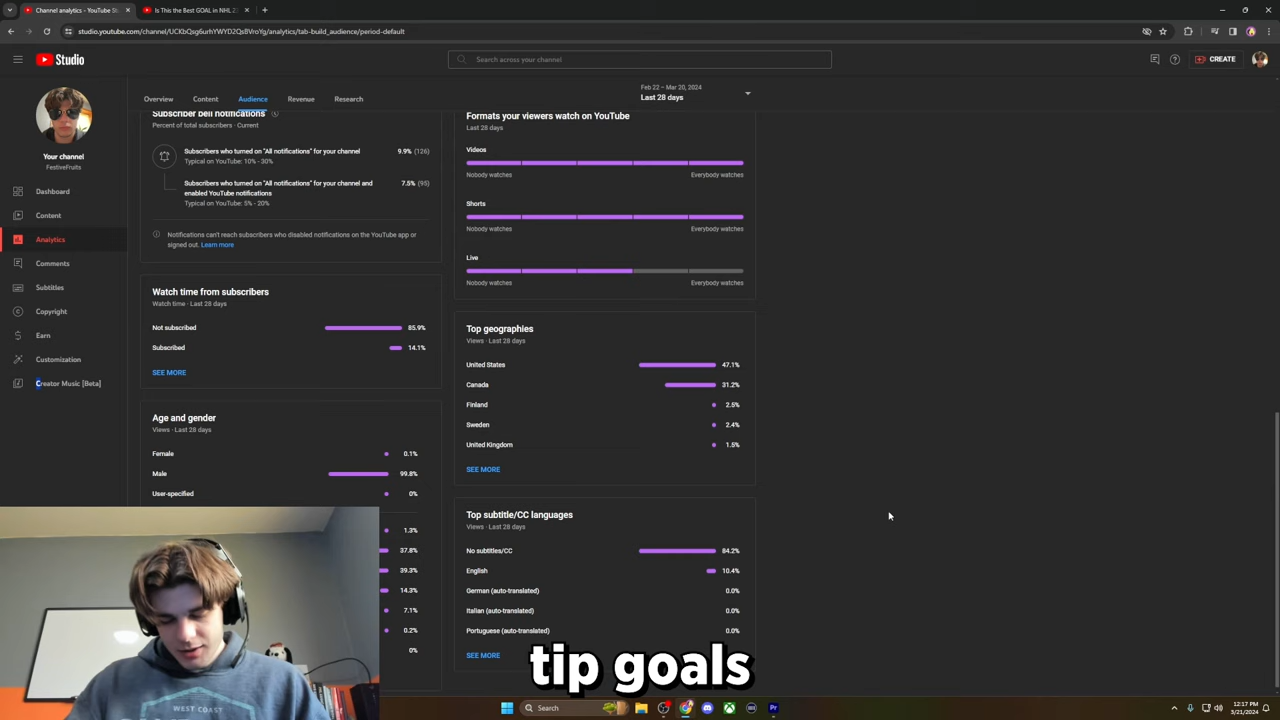 Channel analytics - YouTube St
Is This the Best GOAL in NHL 2
studio.youtube.com/channel/UCKbQsg6urhYWYD2QsBVroYg/analytics/tab-build_audience/period-default
Studio
Search across your channel
CREATE
Your channel
FestiveFruits
Dashboard
Content
Analytics
Comments
Subtitles
Copyright
Earn
Customization
Creator Music [Beta]
Overview
Content
Audience
Revenue
Research
Feb 22 – Mar 20, 2024
Last 28 days
Subscriber bell notifications
Percent of total subscribers · Current
Subscribers who turned on "All notifications" for your channel 9.9% (126)
Typical on YouTube: 10% - 30%
Subscribers who turned on "All notifications" for your channel and 7.5% (95)
enabled YouTube notifications
Typical on YouTube: 5% - 20%
Notifications can't reach subscribers who disabled notifications on the YouTube app or
signed out. Learn more
Watch time from subscribers
Watch time · Last 28 days
Not subscribed 85.9%
Subscribed 14.1%
SEE MORE
Age and gender
Views · Last 28 days
Female 0.1%
Male 99.8%
User-specified 0%
1.3%
37.8%
39.3%
14.3%
7.1%
0.2%
0%
Formats your viewers watch on YouTube
Last 28 days
Videos
Nobody watches Everybody watches
Shorts
Nobody watches Everybody watches
Live
Nobody watches Everybody watches
Top geographies
Views · Last 28 days
United States 47.1%
Canada 31.2%
Finland 2.5%
Sweden 2.4%
United Kingdom 1.5%
SEE MORE
Top subtitle/CC languages
Views · Last 28 days
No subtitles/CC 84.2%
English 10.4%
German (auto-translated) 0.0%
Italian (auto-translated) 0.0%
Portuguese (auto-translated) 0.0%
SEE MORE
tip goals
WEST COAST
Search
12:17 PM
3/21/2024